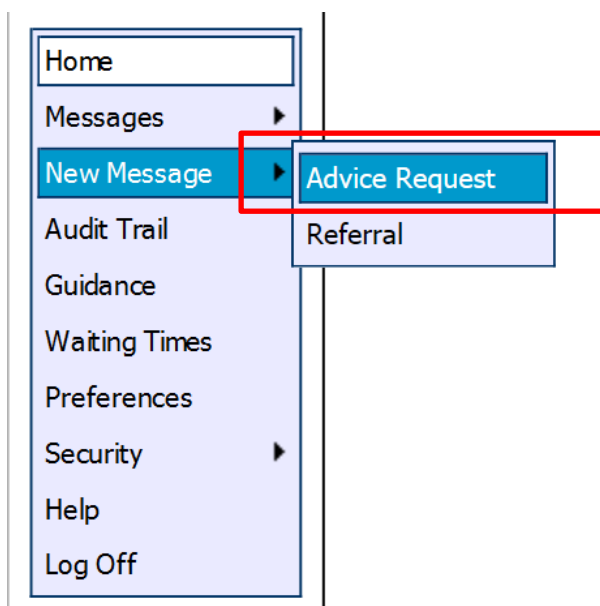 Home
Messages
New Message
Advice Request
Audit Trail
Referral
Guidance
Waiting Times
Preferences
Security
Help
Log Off